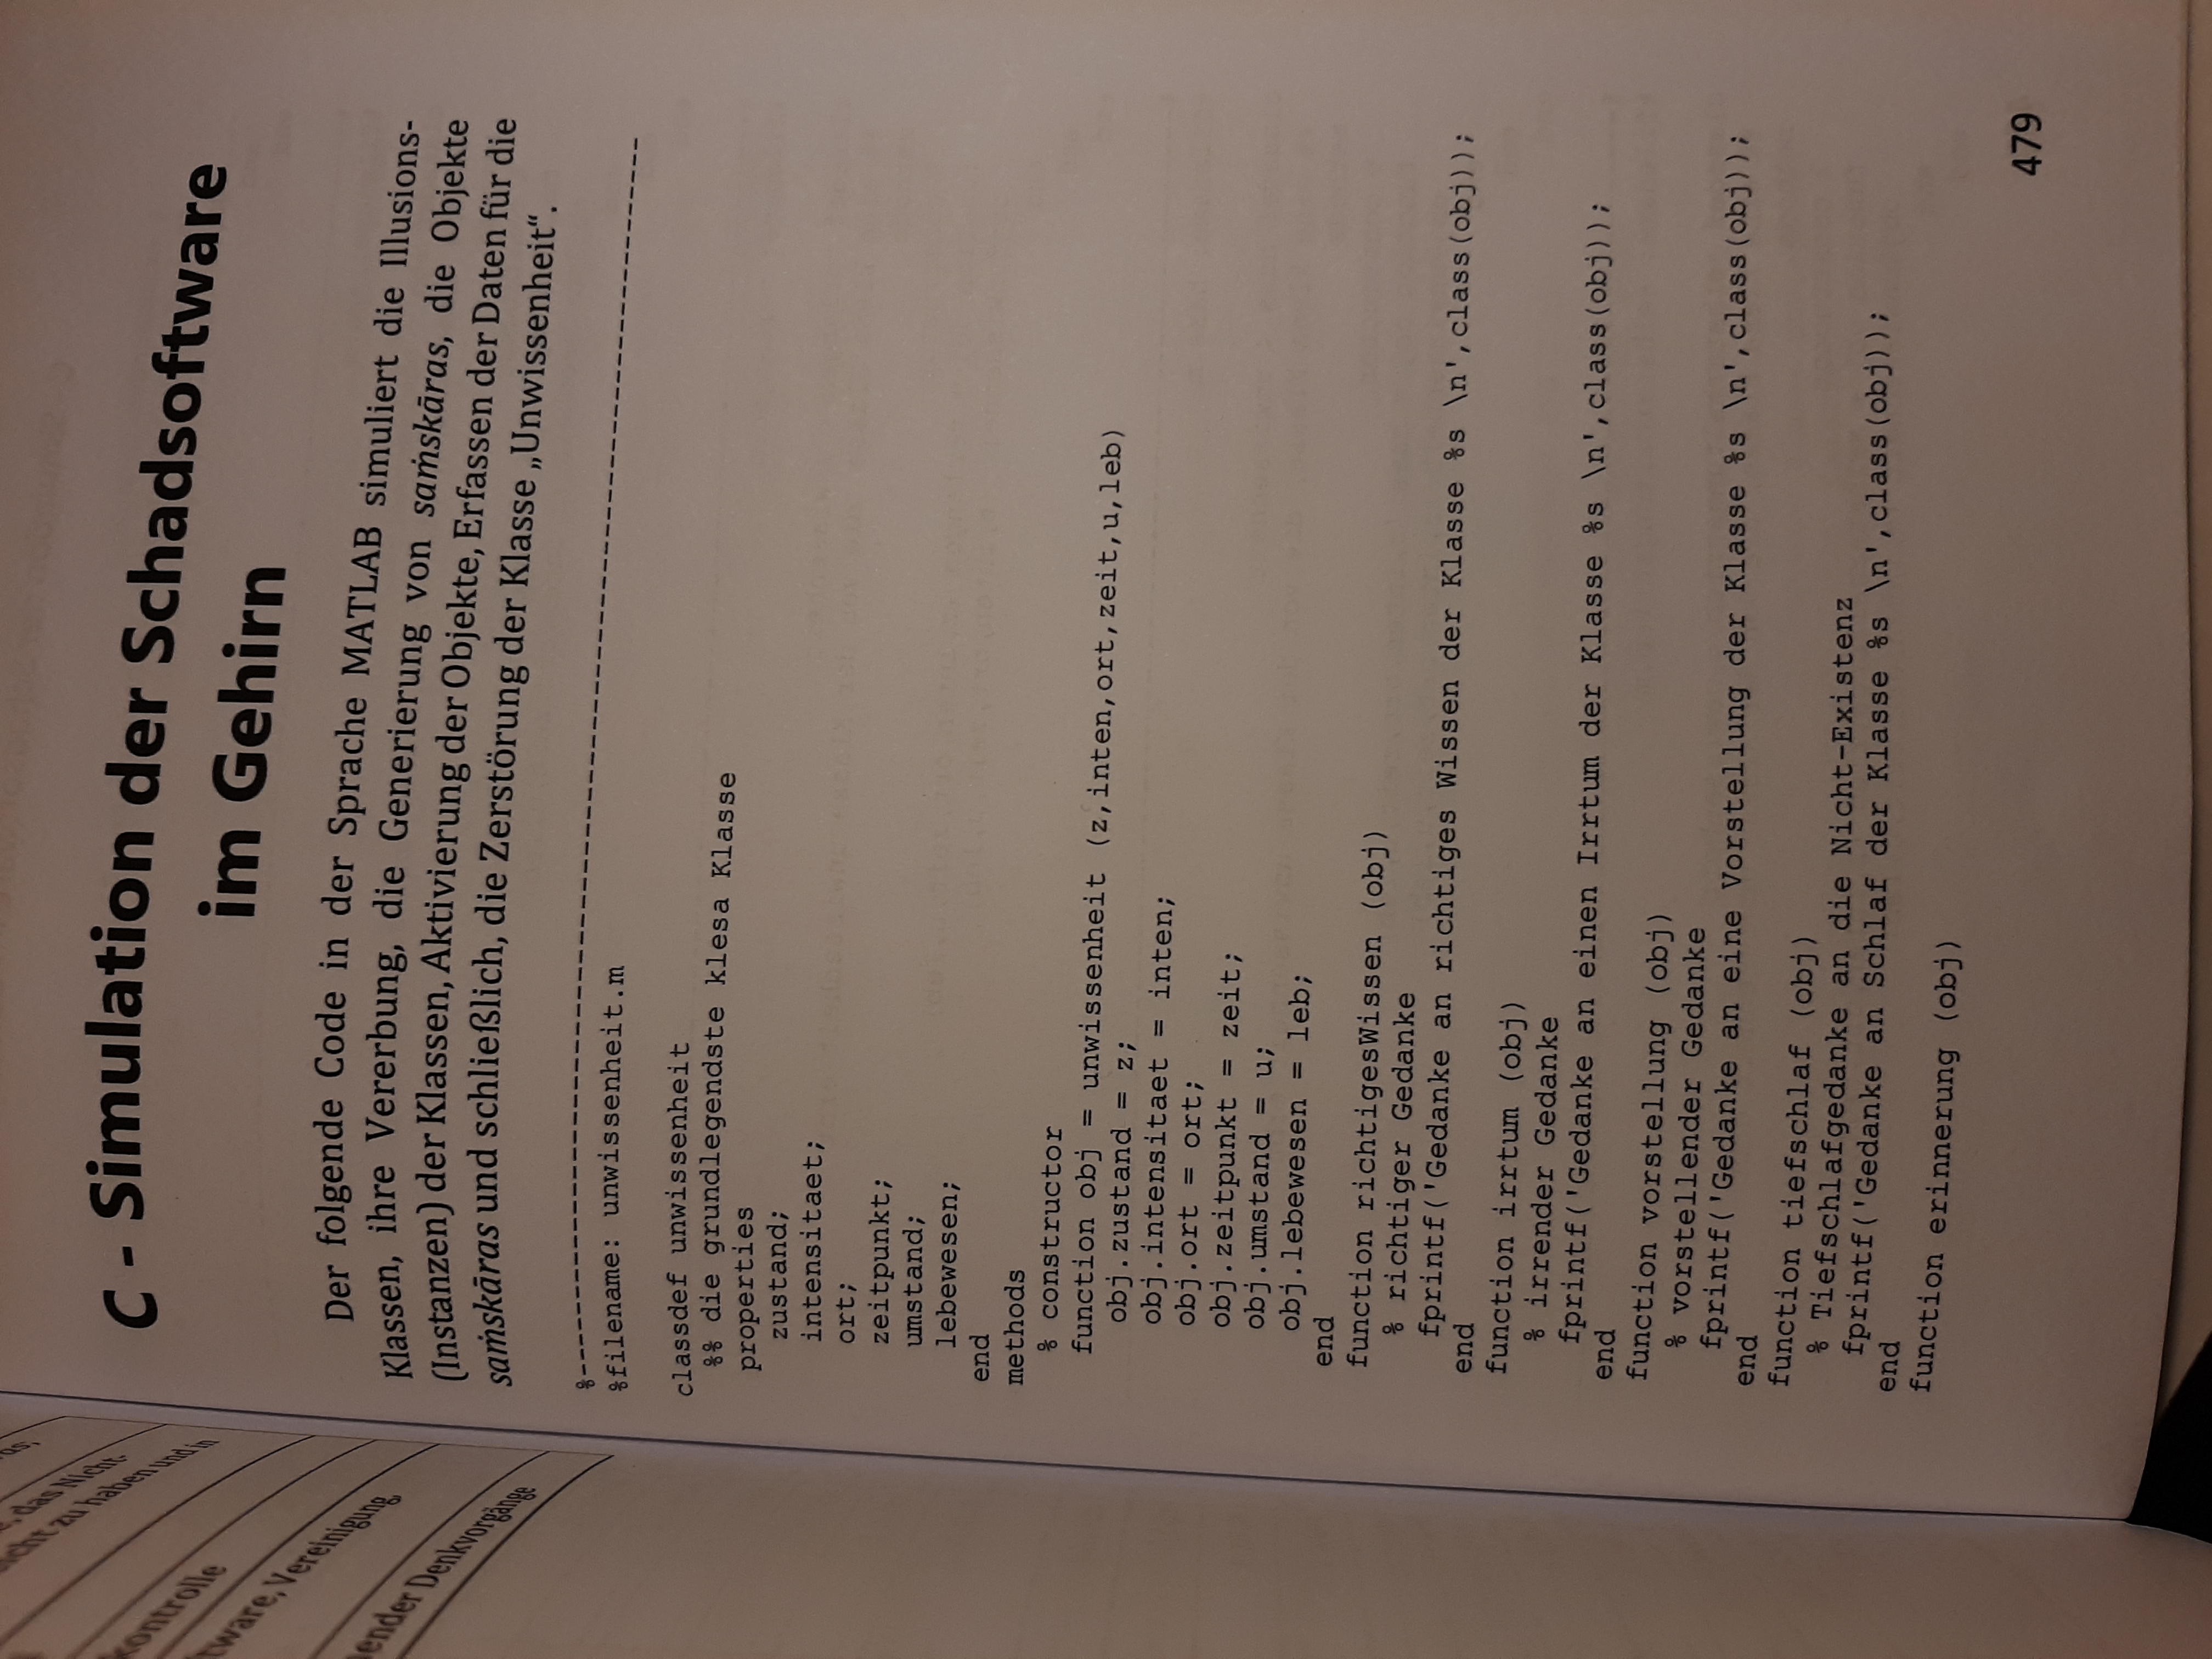 ender Denkvorgänge
tware, Vereinigung
kontrolle
das Nicht-
cht zu haben und in
C - Simulation der Schadsoftware
im Gehirn
Der folgende Code in der Sprache MATLAB simuliert die Illusions-
Klassen, ihre Vererbung, die Generierung von saṁskāras, die Objekte
(Instanzen) der Klassen, Aktivierung der Objekte, Erfassen der Daten für die
saṁskāras und schließlich, die Zerstörung der Klasse „Unwissenheit“.
%----------------------------------------------------------------------
%filename: unwissenheit.m
classdef unwissenheit
%% die grundlegendste klesa Klasse
properties
zustand;
intensitaet;
ort;
zeitpunkt;
umstand;
lebewesen;
end
methods
% constructor
function obj = unwissenheit (z,inten,ort,zeit,u,leb)
obj.zustand = z;
obj.intensitaet = inten;
obj.ort = ort;
obj.zeitpunkt = zeit;
obj.umstand = u;
obj.lebewesen = leb;
end
function richtigesWissen (obj)
% richtiger Gedanke
fprintf('Gedanke an richtiges Wissen der Klasse %s \n',class(obj));
end
function irrtum (obj)
% irrender Gedanke
fprintf('Gedanke an einen Irrtum der Klasse %s \n',class(obj));
end
function vorstellung (obj)
% vorstellender Gedanke
fprintf('Gedanke an eine Vorstellung der Klasse %s \n',class(obj));
end
function tiefschlaf (obj)
% Tiefschlafgedanke an die Nicht-Existenz
fprintf('Gedanke an Schlaf der Klasse %s \n',class(obj));
end
function erinnerung (obj)
479